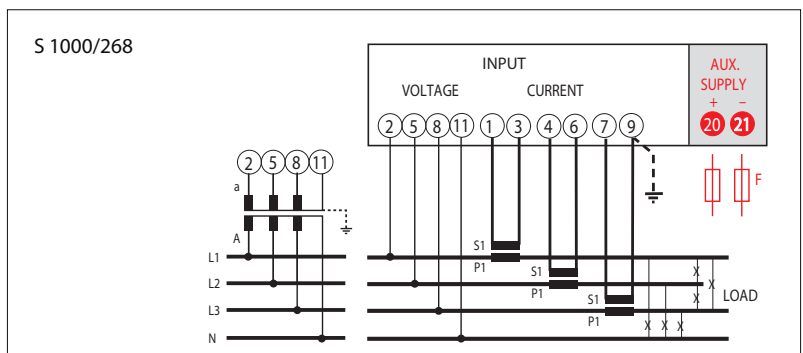 S 1000/268
INPUT
VOLTAGE CURRENT
2 5 8 11 1 3 4 6 7 9
AUX.
SUPPLY
+ −
20 21
F
2 5 8 11
a
A
L1
L2
L3
N
S1
P1
S1
P1
S1
P1
X
X
X
X X X
LOAD